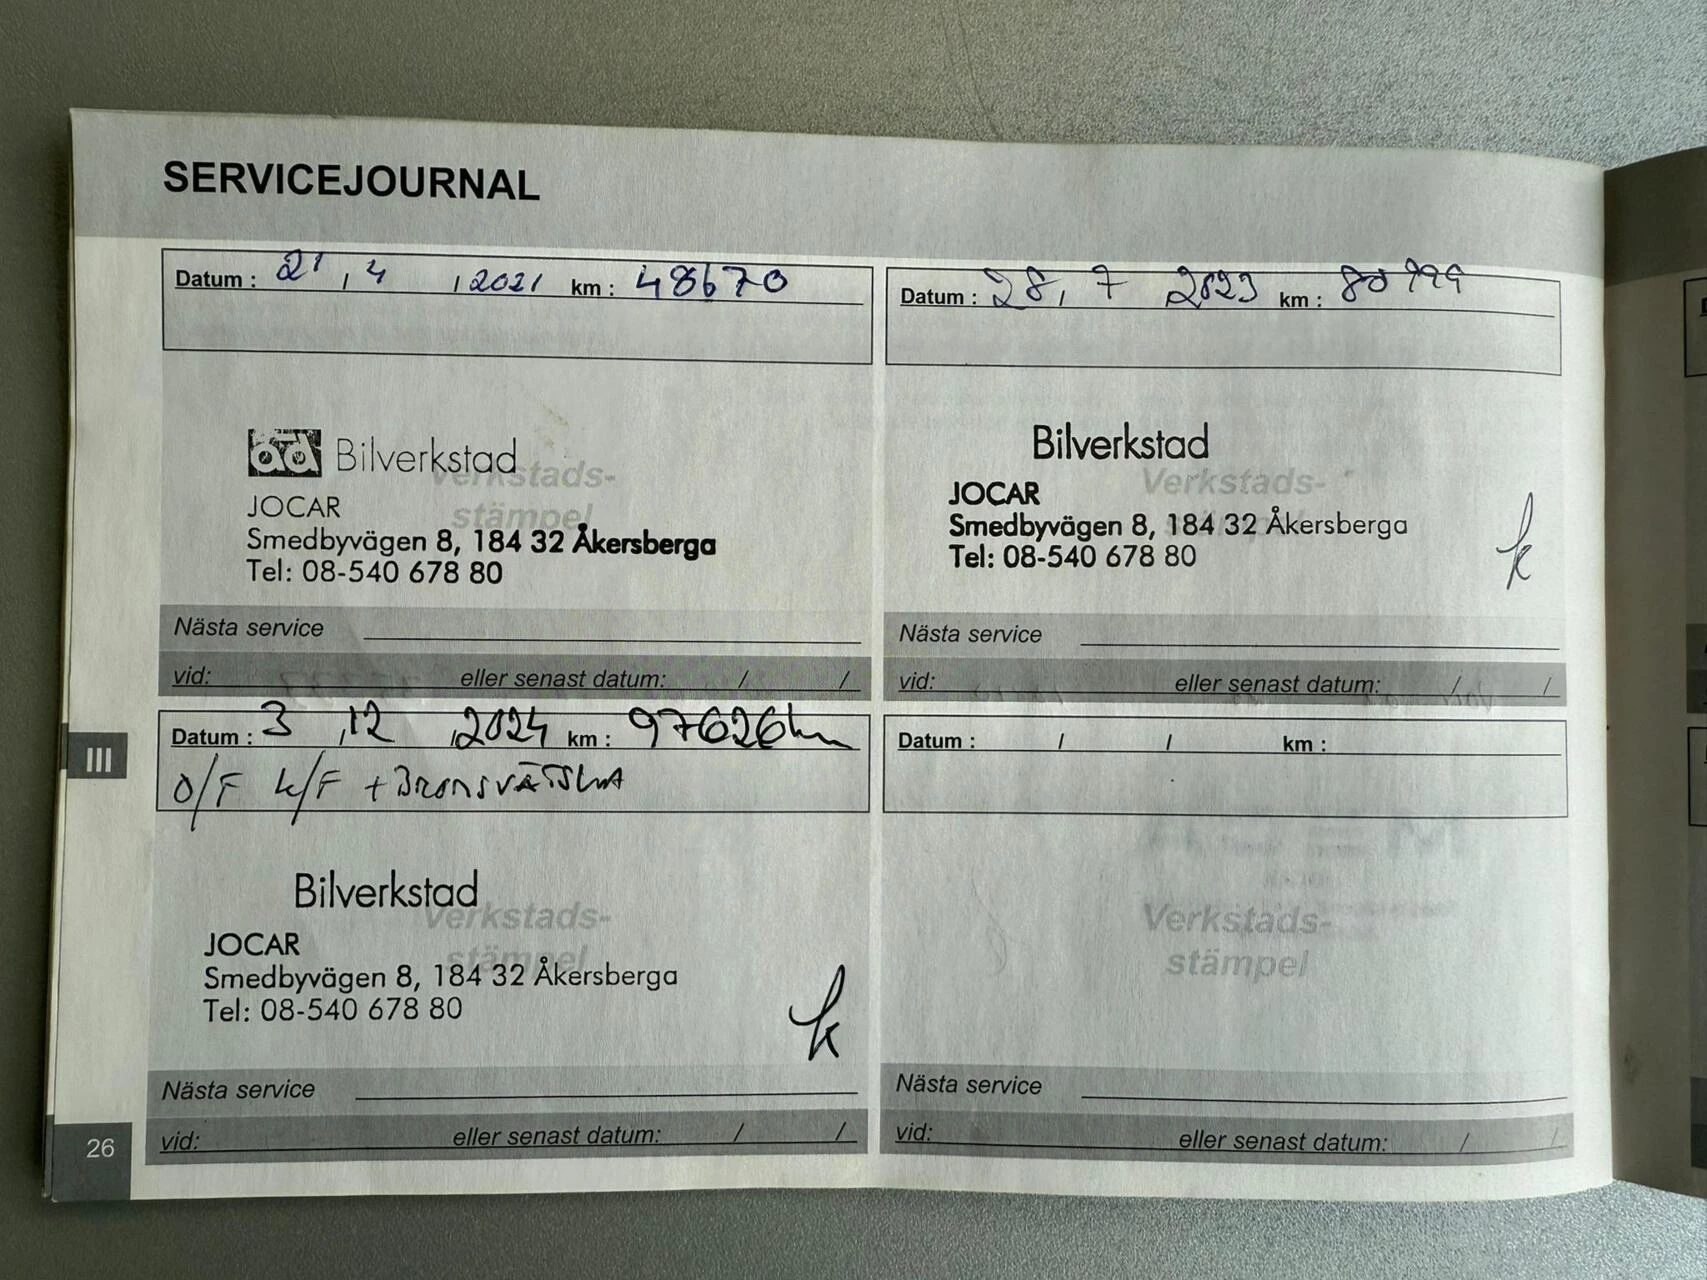 SERVICEJOURNAL
Datum : 21 / 4 / 2021 km : 48670
Bilverkstad
JOCAR
Smedbyvägen 8, 184 32 Åkersberga
Tel: 08-540 678 80
Verkstads-
stämpel
Nästa service
vid: eller senast datum: / /
Datum : 28 / 7 2023 km :
Bilverkstad
JOCAR
Smedbyvägen 8, 184 32 Åkersberga
Tel: 08-540 678 80
Verkstads-
k
Nästa service
vid: eller senast datum: / /
Datum : 3 / 12 / 2024 km : 97626km
O/F K/F + Bromsvätska
Bilverkstad
JOCAR
Smedbyvägen 8, 184 32 Åkersberga
Tel: 08-540 678 80
Verkstads-
stämpel
k
Nästa service
vid: eller senast datum: / /
Datum : / / km :
Verkstads-
stämpel
Nästa service
vid: eller senast datum: / /
III
26